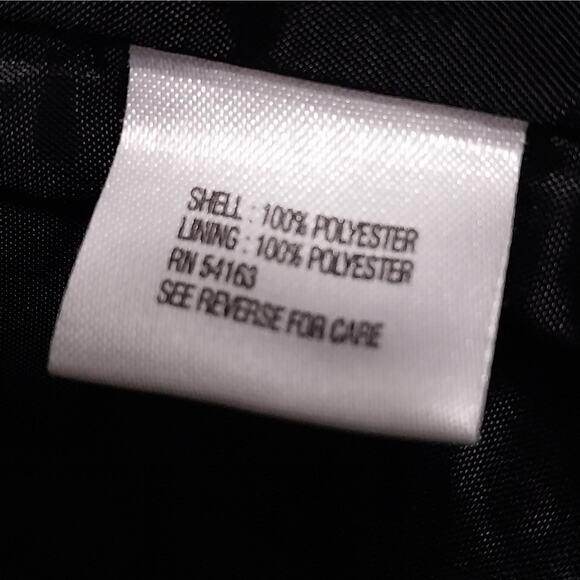 SHELL : 100% POLYESTER
LINING : 100% POLYESTER
RN 54163
SEE REVERSE FOR CARE